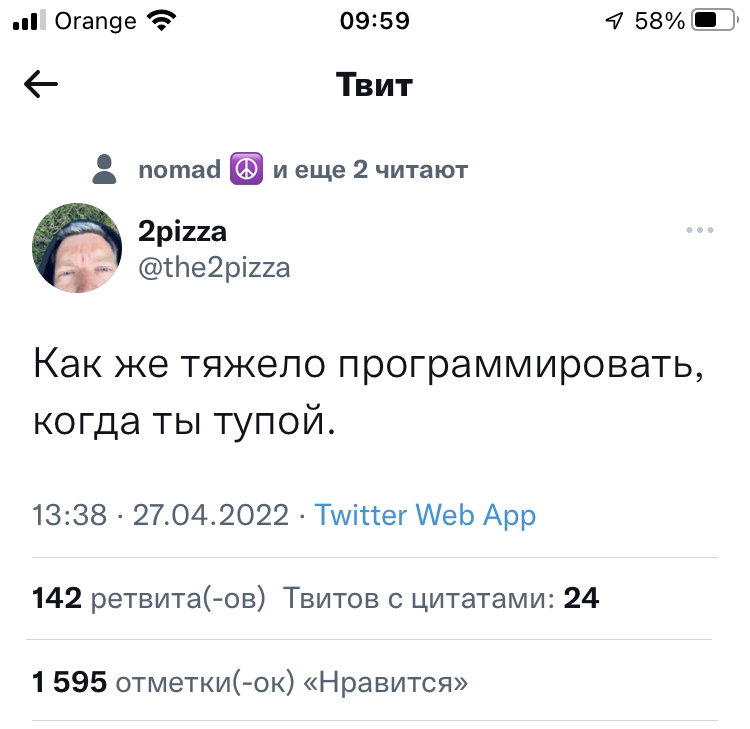 Orange 09:59 58%
Твит
nomad ☮️ и еще 2 читают
2pizza
@the2pizza
Как же тяжело программировать,
когда ты тупой.
13:38 · 27.04.2022 · Twitter Web App
142 ретвита(-ов) Твитов с цитатами: 24
1 595 отметки(-ок) «Нравится»